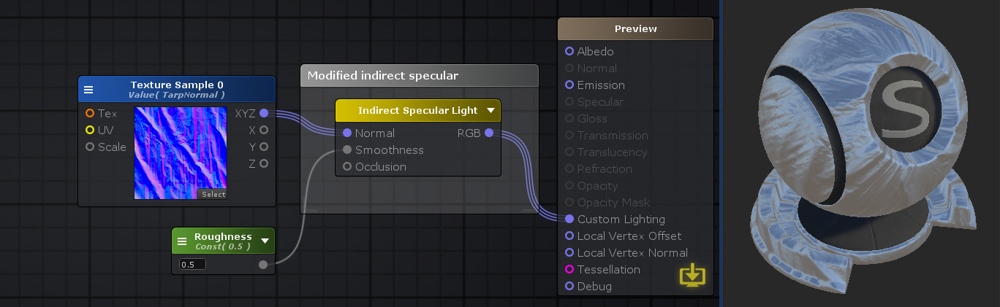 Texture Sample 0
Value( TarpNormal )
Tex
XYZ
UV
X
Scale
Y
Z
Select
Roughness
Const( 0.5 )
0.5
Modified indirect specular
Indirect Specular Light
Normal
RGB
Smoothness
Occlusion
Preview
Albedo
Normal
Emission
Specular
Gloss
Transmission
Translucency
Refraction
Opacity
Opacity Mask
Custom Lighting
Local Vertex Offset
Local Vertex Normal
Tessellation
Debug
S